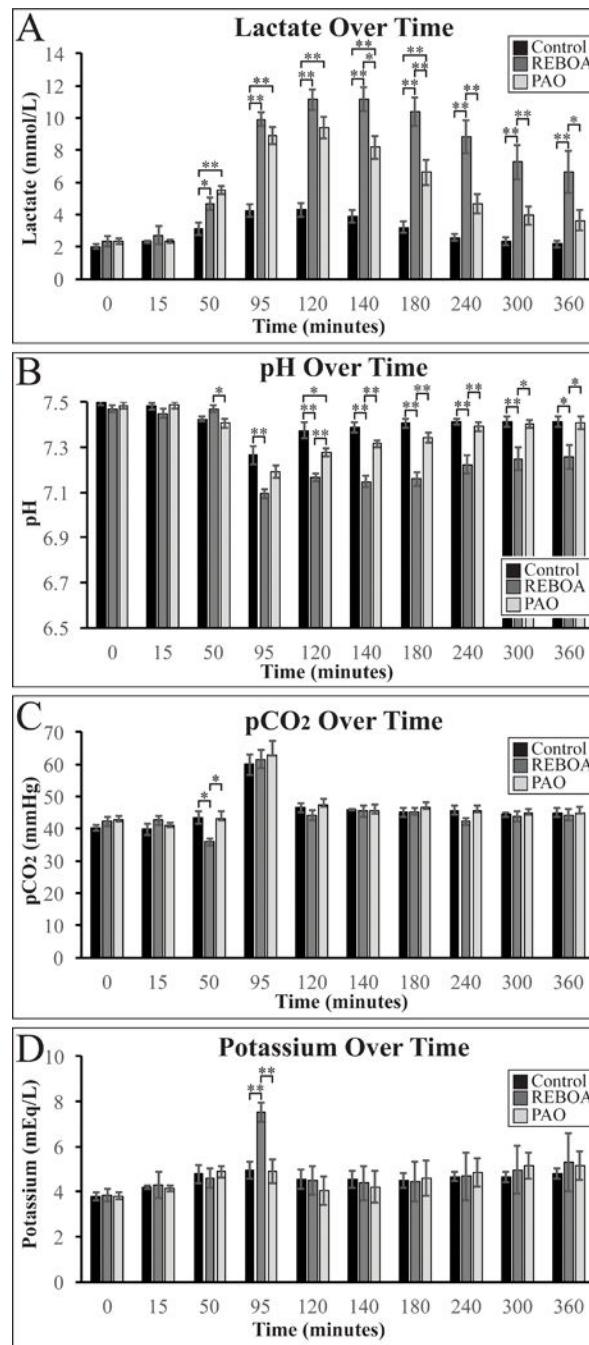 A
Lactate Over Time
Control
REBOA
PAO
Lactate (mmol/L)
14
12
10
8
6
4
2
0
** ** ** ** ** ** * ** ** ** ** ** ** ** ** * **
* ** ** *
0 15 50 95 120 140 180 240 300 360
Time (minutes)
B
pH Over Time
pH
7.5
7.3
7.1
6.9
6.7
6.5
* ** * ** ** ** ** ** ** ** ** ** * * *
Control
REBOA
PAO
0 15 50 95 120 140 180 240 300 360
Time (minutes)
C
pCO2 Over Time
Control
REBOA
PAO
pCO2 (mmHg)
70
60
50
40
30
20
10
0
* *
0 15 50 95 120 140 180 240 300 360
Time (minutes)
D
Potassium Over Time
Control
REBOA
PAO
Potassium (mEq/L)
10
8
6
4
2
0
** **
0 15 50 95 120 140 180 240 300 360
Time (minutes)